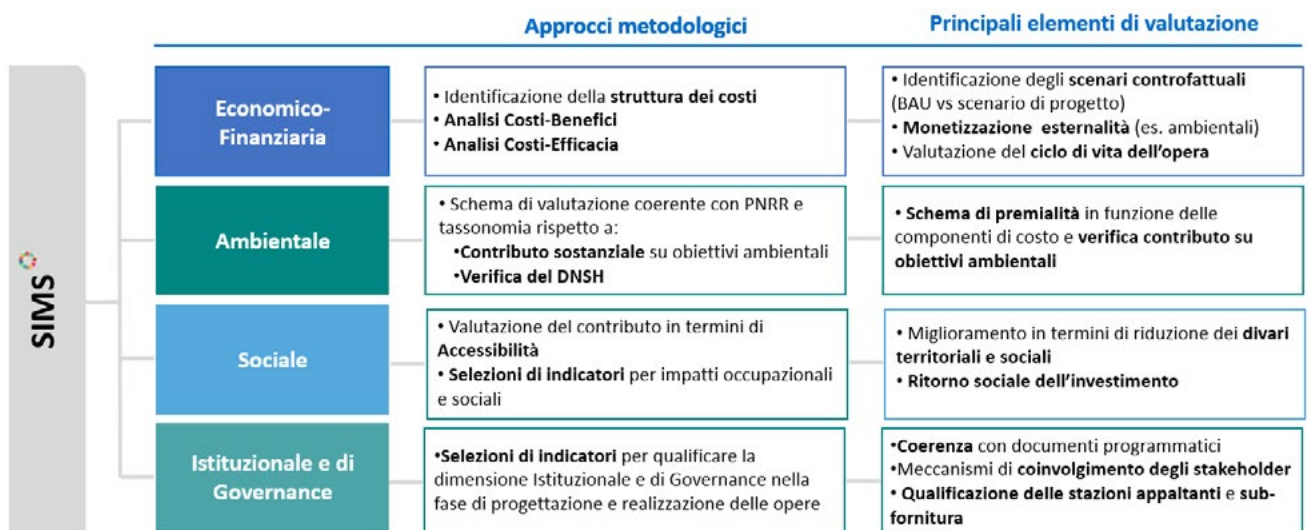 Approcci metodologici
Principali elementi di valutazione
SIMS
Economico-
Finanziaria
• Identificazione della struttura dei costi
• Analisi Costi-Benefici
• Analisi Costi-Efficacia
• Identificazione degli scenari controfattuali
(BAU vs scenario di progetto)
• Monetizzazione esternalità (es. ambientali)
• Valutazione del ciclo di vita dell'opera
Ambientale
• Schema di valutazione coerente con PNRR e
tassonomia rispetto a:
•Contributo sostanziale su obiettivi ambientali
•Verifica del DNSH
• Schema di premialità in funzione delle
componenti di costo e verifica contributo su
obiettivi ambientali
Sociale
• Valutazione del contributo in termini di
Accessibilità
• Selezioni di indicatori per impatti occupazionali
e sociali
• Miglioramento in termini di riduzione dei divari
territoriali e sociali
• Ritorno sociale dell'investimento
Istituzionale e di
Governance
•Selezioni di indicatori per qualificare la
dimensione Istituzionale e di Governance nella
fase di progettazione e realizzazione delle opere
•Coerenza con documenti programmatici
•Meccanismi di coinvolgimento degli stakeholder
• Qualificazione delle stazioni appaltanti e sub-
fornitura